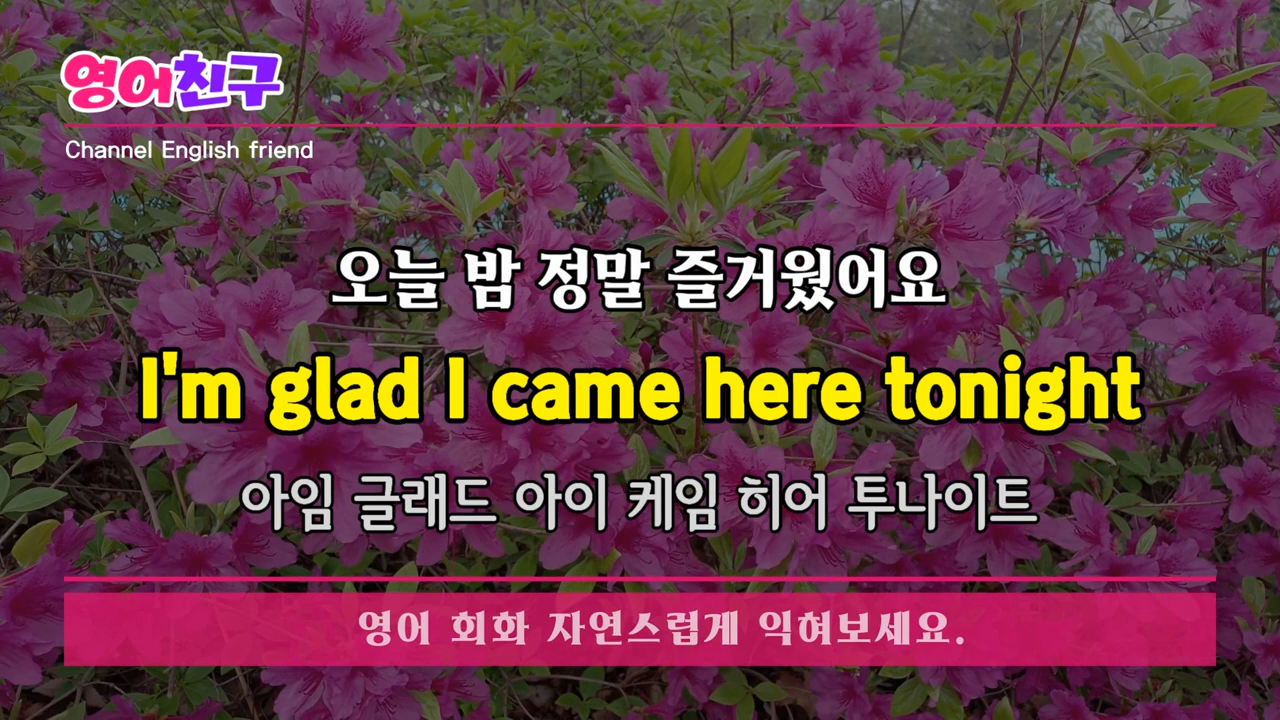 영어친구
Channel English friend
오늘 밤 정말 즐거웠어요
I'm glad I came here tonight
아임 글래드 아이 케임 히어 투나이트
영어 회화 자연스럽게 익혀보세요.